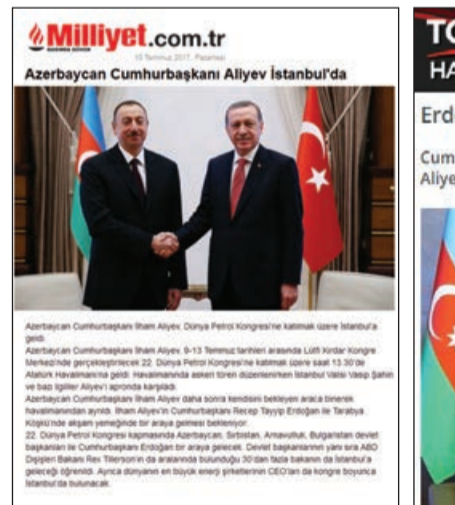 Milliyet.com.tr
BASINDA GÜVEN
10 Temmuz 2017, Pazartesi
Azerbaycan Cumhurbaşkanı Aliyev İstanbul'da
Azerbaycan Cumhurbaşkanı İlham Aliyev, Dünya Petrol Kongresi'ne katılmak üzere İstanbul'a
geldi.
Azerbaycan Cumhurbaşkanı İlham Aliyev, 9-13 Temmuz tarihleri arasında Lütfi Kırdar Kongre
Merkezi'nde gerçekleştirilecek 22. Dünya Petrol Kongresi'ne katılmak üzere saat 13.30'de
Atatürk Havalimanı'na geldi. Havalimanında askeri tören düzenlenirken İstanbul Valisi Vasip Şahin
ve bazı ilgililer Aliyev'i apronda karşıladı.
Azerbaycan Cumhurbaşkanı İlham Aliyev daha sonra kendisini bekleyen araca binerek
havalimanından ayrıldı. İlham Aliyev'in Cumhurbaşkanı Recep Tayyip Erdoğan ile Tarabya
Köşkü'nde akşam yemeğinde bir araya gelmesi bekleniyor.
22. Dünya Petrol Kongresi kapmasında Azerbaycan, Sırbistan, Arnavutluk, Bulgaristan devlet
başkanları ile Cumhurbaşkanı Erdoğan bir araya gelecek. Devlet başkanlarının yanı sıra ABD
Dışişleri Bakanı Rex Tillerson'ın da aralarında bulunduğu 30'dan fazla bakanın da İstanbul'a
geleceği öğrenildi. Ayrıca dünyanın en büyük enerji şirketlerinin CEO'ları da kongre boyunca
İstanbul'da bulunacak.
TO
HA
Erd
Cum
Aliye